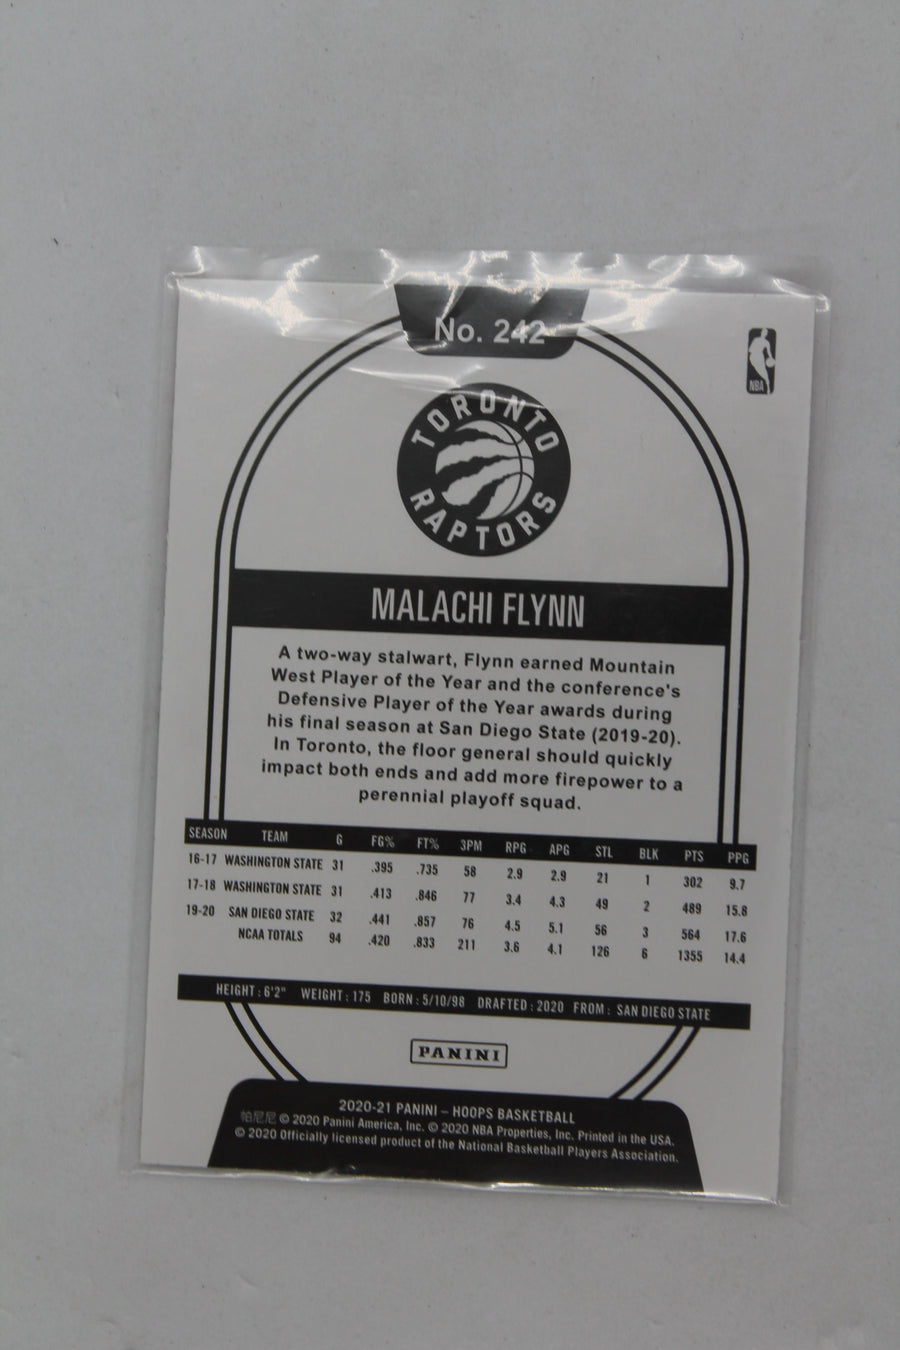 No. 242
NBA
TORONTO
RAPTORS
MALACHI FLYNN
A two-way stalwart, Flynn earned Mountain
West Player of the Year and the conference's
Defensive Player of the Year awards during
his final season at San Diego State (2019-20).
In Toronto, the floor general should quickly
impact both ends and add more firepower to a
perennial playoff squad.
SEASON TEAM G FG% FT% 3PM RPG APG STL BLK PTS PPG
16-17 WASHINGTON STATE 31 .395 .735 58 2.9 2.9 21 1 302 9.7
17-18 WASHINGTON STATE 31 .413 .846 77 3.4 4.3 49 2 489 15.8
19-20 SAN DIEGO STATE 32 .441 .857 76 4.5 5.1 56 3 564 17.6
NCAA TOTALS 94 .420 .833 211 3.6 4.1 126 6 1355 14.4
HEIGHT: 6'2" WEIGHT: 175 BORN: 5/10/98 DRAFTED: 2020 FROM: SAN DIEGO STATE
PANINI
2020-21 PANINI – HOOPS BASKETBALL
帕尼尼 © 2020 Panini America, Inc. © 2020 NBA Properties, Inc. Printed in the USA.
© 2020 Officially licensed product of the National Basketball Players Association.